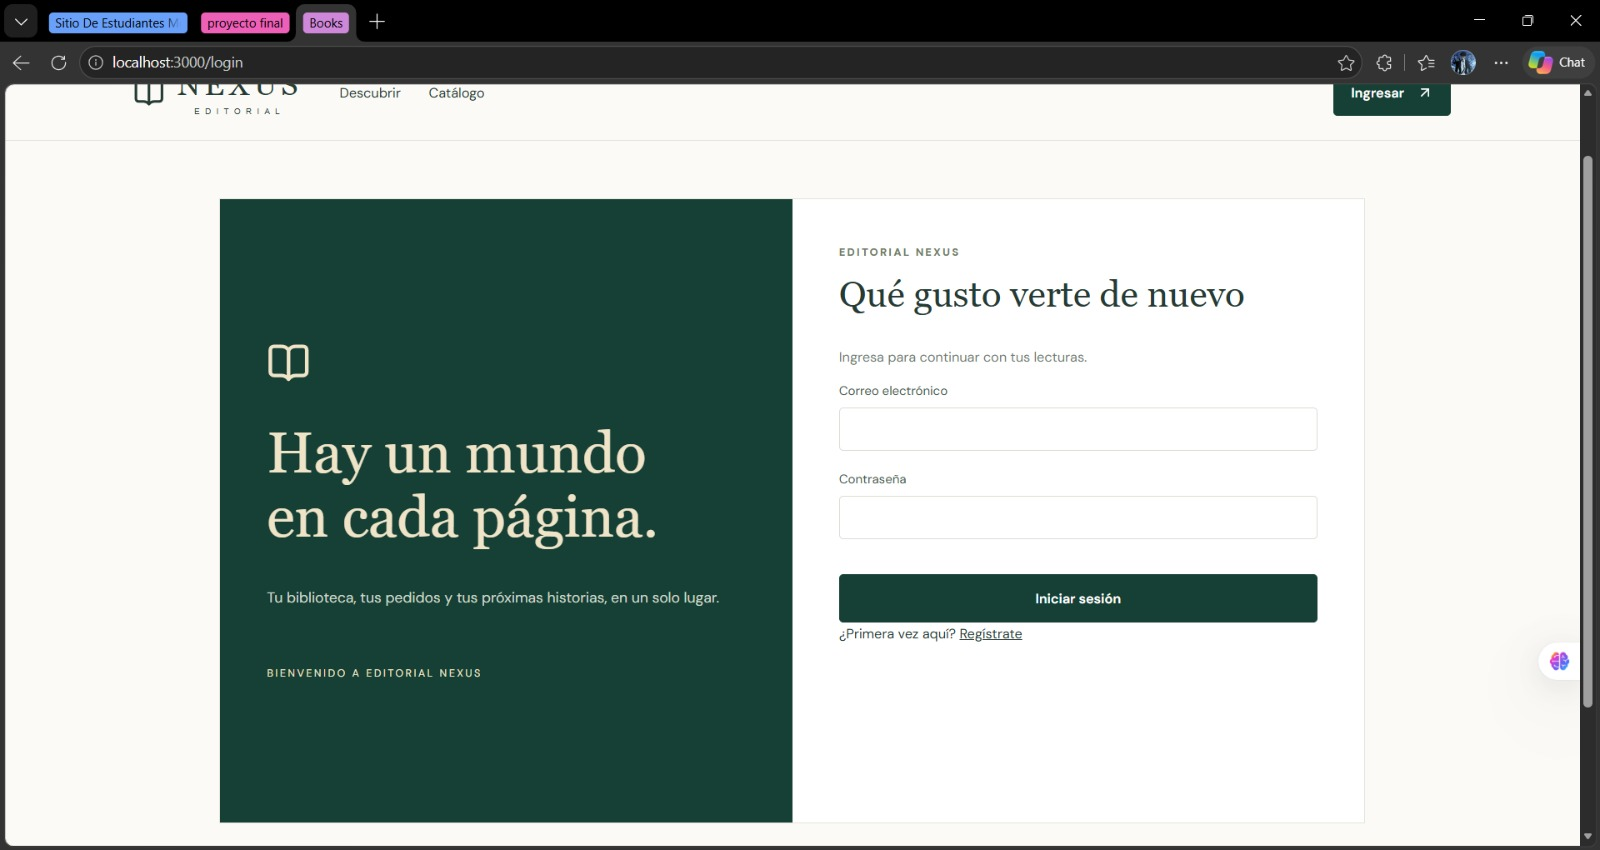 Sitio De Estudiantes M
proyecto final
Books
localhost:3000/login
Chat
NEXUS
EDITORIAL
Descubrir
Catálogo
Ingresar
Hay un mundo
en cada página.
Tu biblioteca, tus pedidos y tus próximas historias, en un solo lugar.
BIENVENIDO A EDITORIAL NEXUS
EDITORIAL NEXUS
Qué gusto verte de nuevo
Ingresa para continuar con tus lecturas.
Correo electrónico
Contraseña
Iniciar sesión
¿Primera vez aquí? Regístrate